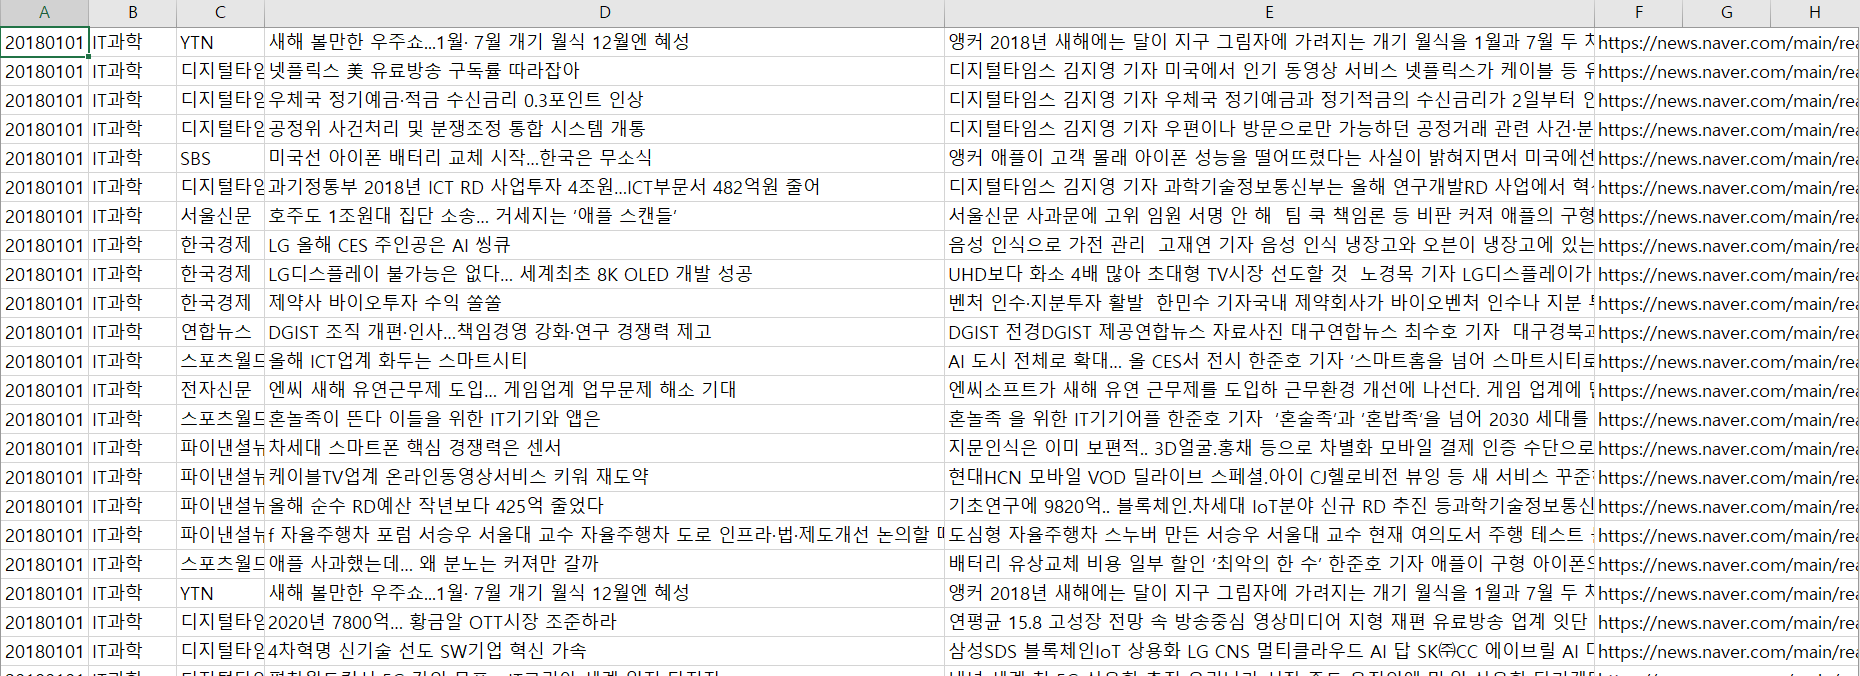 A B C D E F G H
20180101 IT과학 YTN 새해 볼만한 우주쇼...1월· 7월 개기 월식 12월엔 혜성 앵커 2018년 새해에는 달이 지구 그림자에 가려지는 개기 월식을 1월과 7월 두 https://news.naver.com/main/rea
20180101 IT과학 디지털타임 넷플릭스 美 유료방송 구독률 따라잡아 디지털타임스 김지영 기자 미국에서 인기 동영상 서비스 넷플릭스가 케이블 등 https://news.naver.com/main/rea
20180101 IT과학 디지털타임 우체국 정기예금·적금 수신금리 0.3포인트 인상 디지털타임스 김지영 기자 우체국 정기예금과 정기적금의 수신금리가 2일부터 https://news.naver.com/main/rea
20180101 IT과학 디지털타임 공정위 사건처리 및 분쟁조정 통합 시스템 개통 디지털타임스 김지영 기자 우편이나 방문으로만 가능하던 공정거래 관련 사건·분 https://news.naver.com/main/rea
20180101 IT과학 SBS 미국선 아이폰 배터리 교체 시작...한국은 무소식 앵커 애플이 고객 몰래 아이폰 성능을 떨어뜨렸다는 사실이 밝혀지면서 미국에선 https://news.naver.com/main/rea
20180101 IT과학 디지털타임 과기정통부 2018년 ICT RD 사업투자 4조원...ICT부문서 482억원 줄어 디지털타임스 김지영 기자 과학기술정보통신부는 올해 연구개발RD 사업에서 https://news.naver.com/main/rea
20180101 IT과학 서울신문 호주도 1조원대 집단 소송... 거세지는 ‘애플 스캔들’ 서울신문 사과문에 고위 임원 서명 안 해 팀 쿡 책임론 등 비판 커져 애플의 구형 https://news.naver.com/main/rea
20180101 IT과학 한국경제 LG 올해 CES 주인공은 AI 씽큐 음성 인식으로 가전 관리 고재연 기자 음성 인식 냉장고와 오븐이 냉장고에 있는 https://news.naver.com/main/rea
20180101 IT과학 한국경제 LG디스플레이 불가능은 없다... 세계최초 8K OLED 개발 성공 UHD보다 화소 4배 많아 초대형 TV시장 선도할 것 노경목 기자 LG디스플레이가 https://news.naver.com/main/rea
20180101 IT과학 한국경제 제약사 바이오투자 수익 쏠쏠 벤처 인수·지분투자 활발 한민수 기자국내 제약회사가 바이오벤처 인수나 지분 https://news.naver.com/main/rea
20180101 IT과학 연합뉴스 DGIST 조직 개편·인사...책임경영 강화·연구 경쟁력 제고 DGIST 전경DGIST 제공연합뉴스 자료사진 대구연합뉴스 최수호 기자 대구경북과 https://news.naver.com/main/rea
20180101 IT과학 스포츠월드 올해 ICT업계 화두는 스마트시티 AI 도시 전체로 확대... 올 CES서 전시 한준호 기자 ‘스마트홈을 넘어 스마트시티로 https://news.naver.com/main/rea
20180101 IT과학 전자신문 엔씨 새해 유연근무제 도입... 게임업계 업무문제 해소 기대 엔씨소프트가 새해 유연 근무제를 도입하 근무환경 개선에 나선다. 게임 업계에 https://news.naver.com/main/rea
20180101 IT과학 스포츠월드 혼놀족이 뜬다 이들을 위한 IT기기와 앱은 혼놀족 을 위한 IT기기어플 한준호 기자 ‘혼술족’과 ‘혼밥족’을 넘어 2030 세대를 https://news.naver.com/main/rea
20180101 IT과학 파이낸셜뉴 차세대 스마트폰 핵심 경쟁력은 센서 지문인식은 이미 보편적.. 3D얼굴.홍채 등으로 차별화 모바일 결제 인증 수단으로 https://news.naver.com/main/rea
20180101 IT과학 파이낸셜뉴 케이블TV업계 온라인동영상서비스 키워 재도약 현대HCN 모바일 VOD 딜라이브 스페셜.아이 CJ헬로비전 뷰잉 등 새 서비스 꾸준 https://news.naver.com/main/rea
20180101 IT과학 파이낸셜뉴 올해 순수 RD예산 작년보다 425억 줄었다 기초연구에 9820억.. 블록체인.차세대 IoT분야 신규 RD 추진 등과학기술정보통신 https://news.naver.com/main/rea
20180101 IT과학 파이낸셜뉴 f 자율주행차 포럼 서승우 서울대 교수 자율주행차 도로 인프라·법·제도개선 논의할 도심형 자율주행차 스누버 만든 서승우 서울대 교수 현재 여의도서 주행 테스트 https://news.naver.com/main/rea
20180101 IT과학 스포츠월드 애플 사과했는데... 왜 분노는 커져만 갈까 배터리 유상교체 비용 일부 할인 ‘최악의 한 수’ 한준호 기자 애플이 구형 아이폰의 https://news.naver.com/main/rea
20180101 IT과학 YTN 새해 볼만한 우주쇼...1월· 7월 개기 월식 12월엔 혜성 앵커 2018년 새해에는 달이 지구 그림자에 가려지는 개기 월식을 1월과 7월 두 https://news.naver.com/main/rea
20180101 IT과학 디지털타임 2020년 7800억... 황금알 OTT시장 조준하라 연평균 15.8 고성장 전망 속 방송중심 영상미디어 지형 재편 유료방송 업계 잇단 https://news.naver.com/main/rea
20180101 IT과학 디지털타임 4차혁명 신기술 선도 SW기업 혁신 가속 삼성SDS 블록체인IoT 상용화 LG CNS 멀티클라우드 AI 답 SK㈜CC 에이브릴 AI https://news.naver.com/main/rea